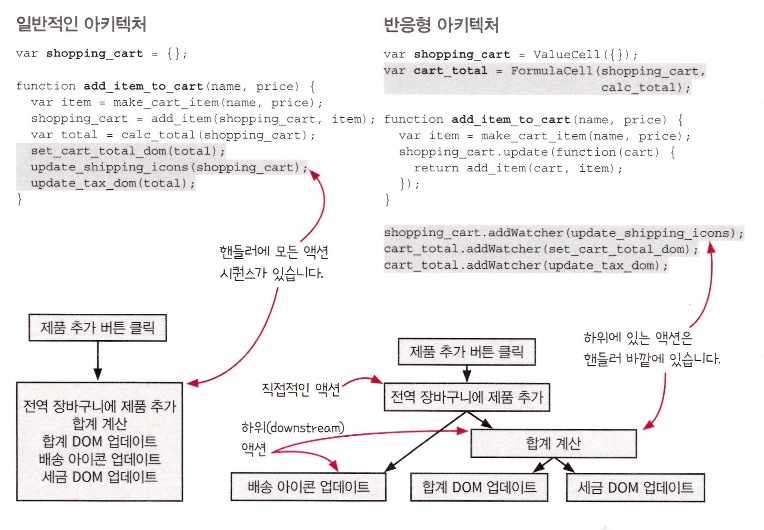 일반적인 아키텍처
var shopping_cart = {};
function add_item_to_cart(name, price) {
var item = make_cart_item(name, price);
shopping_cart = add_item(shopping_cart, item);
var total = calc_total(shopping_cart);
set_cart_total_dom(total);
update_shipping_icons(shopping_cart);
update_tax_dom(total);
}
핸들러에 모든 액션
시퀀스가 있습니다.
제품 추가 버튼 클릭
전역 장바구니에 제품 추가
합계 계산
합계 DOM 업데이트
배송 아이콘 업데이트
세금 DOM 업데이트
반응형 아키텍처
var shopping_cart = ValueCell({});
var cart_total = FormulaCell(shopping_cart,
calc_total);
function add_item_to_cart(name, price) {
var item = make_cart_item(name, price);
shopping_cart.update(function(cart) {
return add_item(cart, item);
});
}
shopping_cart.addWatcher(update_shipping_icons);
cart_total.addWatcher(set_cart_total_dom);
cart_total.addWatcher(update_tax_dom);
하위에 있는 액션은
핸들러 바깥에 있습니다.
제품 추가 버튼 클릭
직접적인 액션
전역 장바구니에 제품 추가
하위(downstream)
액션
합계 계산
배송 아이콘 업데이트
합계 DOM 업데이트
세금 DOM 업데이트